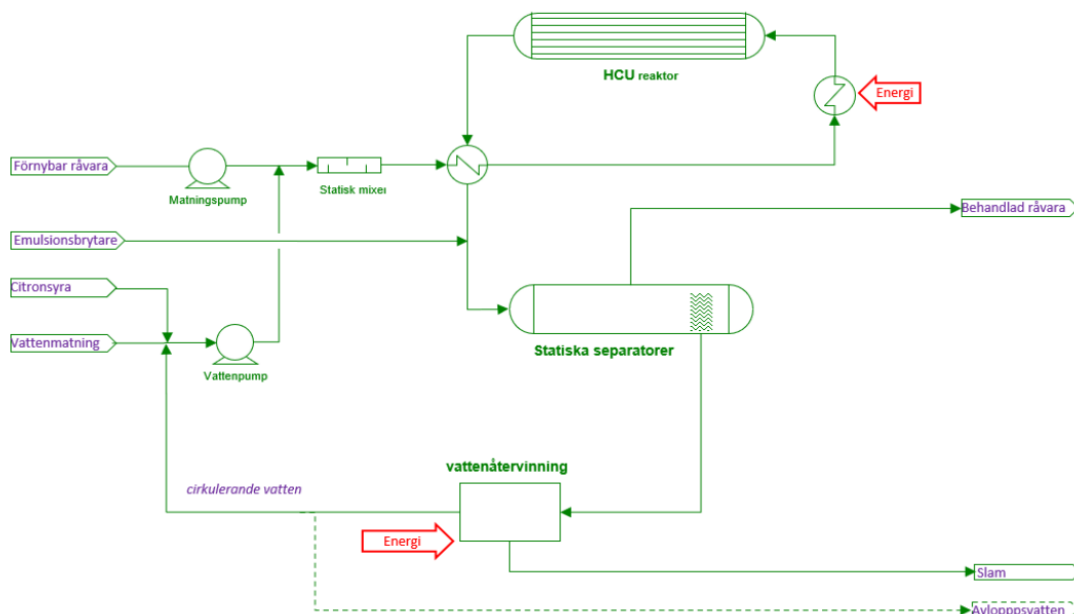 HCU reaktor
Energi
Förnybar råvara
Matningspump
Statisk mixer
Behandlad råvara
Emulsionsbrytare
Citronsyra
Vattenmatning
Vattenpump
Statiska separatorer
vattenåtervinning
cirkulerande vatten
Energi
Slam
Avlopppsvatten